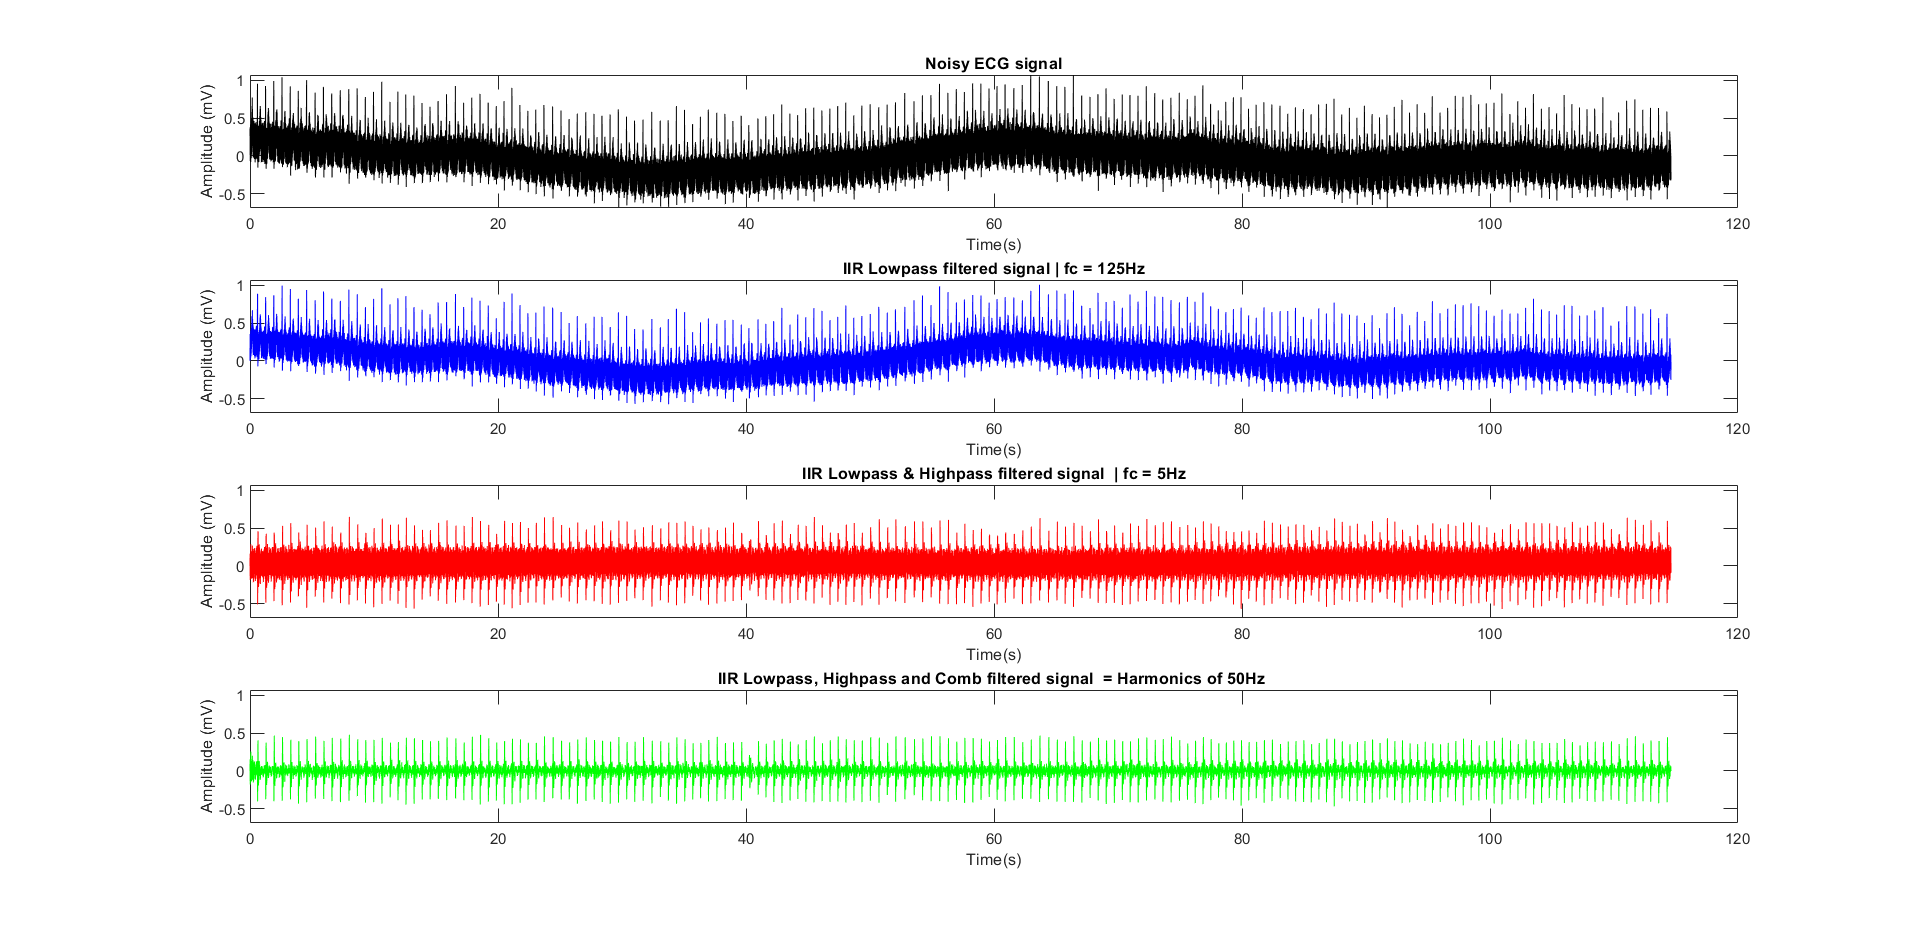 Noisy ECG signal
Amplitude (mV)
1
0.5
0
-0.5
0 20 40 60 80 100 120
Time(s)
IIR Lowpass filtered signal | fc = 125Hz
Amplitude (mV)
1
0.5
0
-0.5
0 20 40 60 80 100 120
Time(s)
IIR Lowpass & Highpass filtered signal | fc = 5Hz
Amplitude (mV)
1
0.5
0
-0.5
0 20 40 60 80 100 120
Time(s)
IIR Lowpass, Highpass and Comb filtered signal = Harmonics of 50Hz
Amplitude (mV)
1
0.5
0
-0.5
0 20 40 60 80 100 120
Time(s)